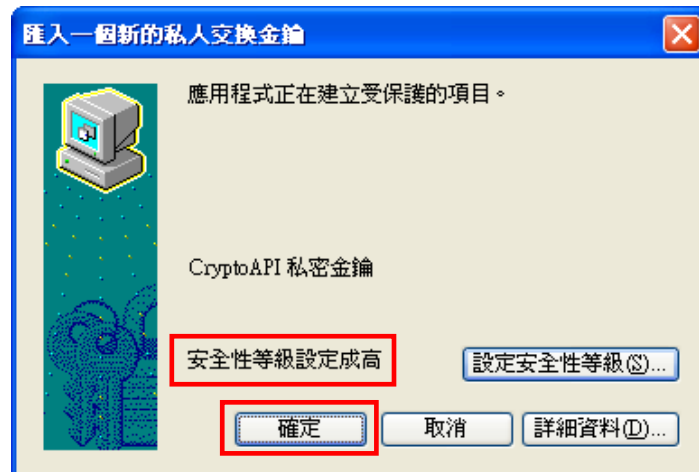 匯入一個新的私人交換金鑰
應用程式正在建立受保護的項目。
CryptoAPI 私密金鑰
安全性等級設定成高
設定安全性等級(S)...
確定
取消
詳細資料(D)...